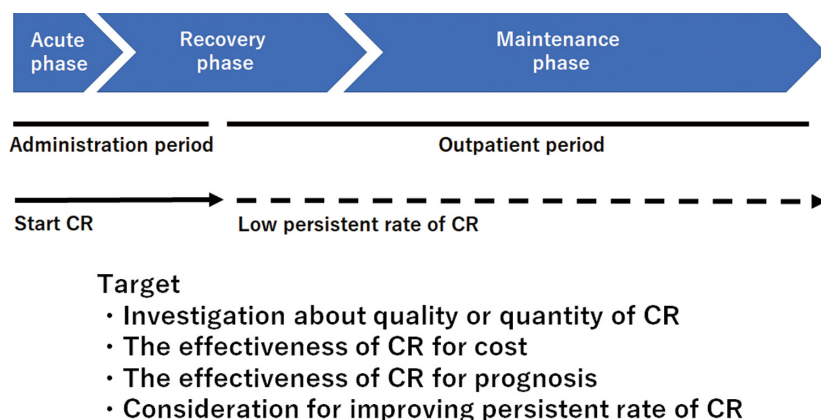 Acute
phase
Recovery
phase
Maintenance
phase
Administration period
Outpatient period
Start CR
Low persistent rate of CR
Target
・Investigation about quality or quantity of CR
・The effectiveness of CR for cost
・The effectiveness of CR for prognosis
・Consideration for improving persistent rate of CR